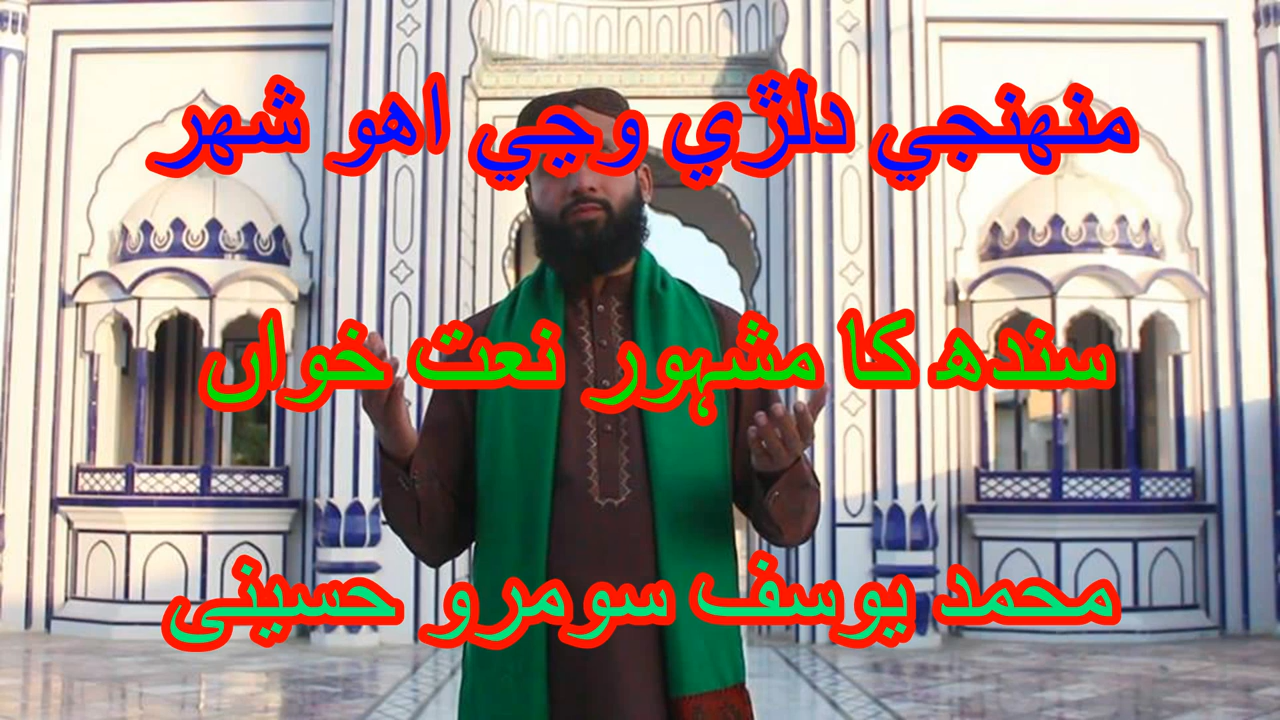 منهنجي دلڙي وڃي اهو شهر
سندھ کا مشہور نعت خواں
محمد یوسف سومرو حسینی